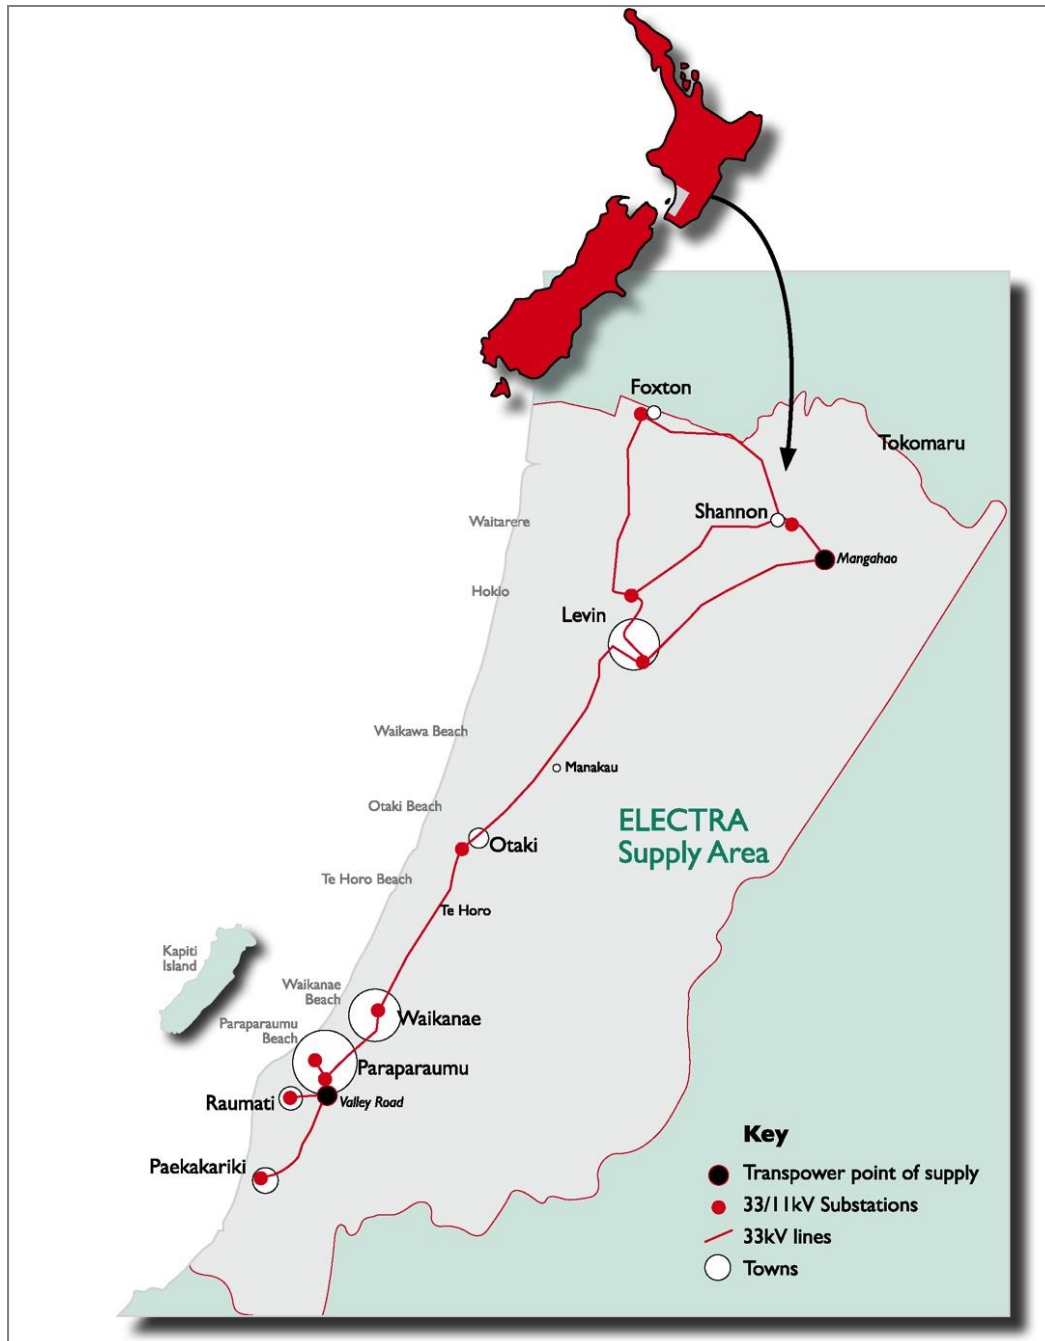 Foxton
Tokomaru
Shannon
Waitarere
Mangahao
Hokio
Levin
Waikawa Beach
Manakau
Otaki Beach
ELECTRA
Supply Area
Otaki
Te Horo Beach
Te Horo
Kapiti
Island
Waikanae
Beach
Waikanae
Paraparaumu
Beach
Paraparaumu
Raumati
Valley Road
Paekakariki
Key
Transpower point of supply
33/11kV Substations
33kV lines
Towns